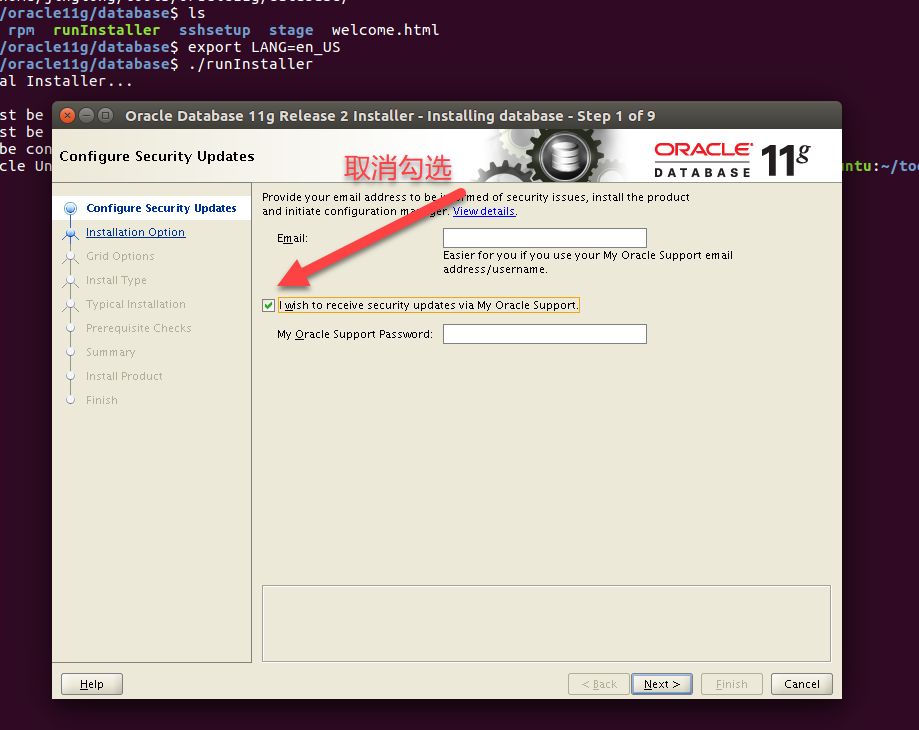 /oracle11g/database$ ls
rpm runInstaller sshsetup stage welcome.html
/oracle11g/database$ export LANG=en_US
/oracle11g/database$ ./runInstaller
al Installer...
st be
st be
be con
cle Un
untu:~/too
Oracle Database 11g Release 2 Installer - Installing database - Step 1 of 9
Configure Security Updates
取消勾选
ORACLE
DATABASE
11g
Configure Security Updates
Installation Option
Grid Options
Install Type
Typical Installation
Prerequisite Checks
Summary
Install Product
Finish
Provide your email address to be informed of security issues, install the product
and initiate configuration manager. View details.
Email:
Easier for you if you use your My Oracle Support email
address/username.
I wish to receive security updates via My Oracle Support.
My Oracle Support Password:
Help
< Back
Next >
Finish
Cancel